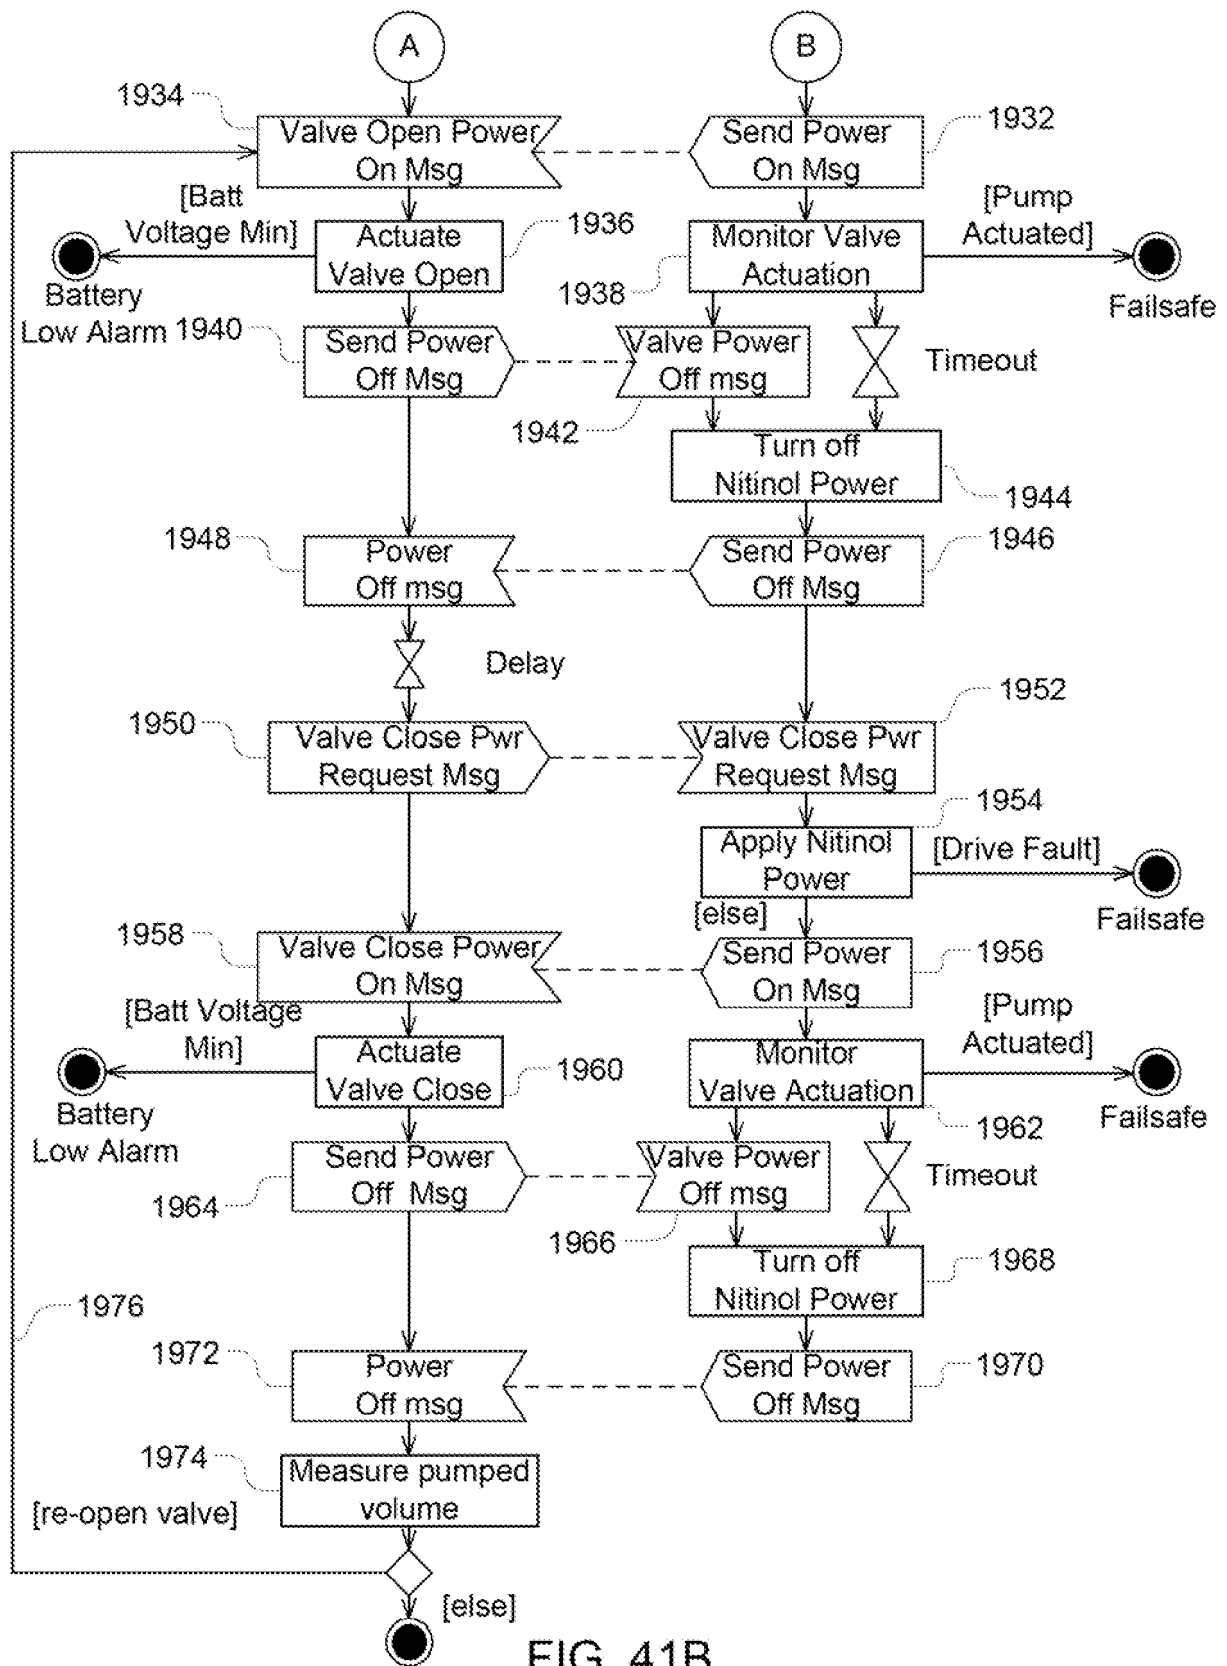 A
B
1934
Valve Open Power
On Msg
Send Power
On Msg
1932
[Batt
Voltage Min]
Actuate
Valve Open
1936
Monitor Valve
Actuation
1938
[Pump
Actuated]
Battery
Low Alarm
Failsafe
1940
Send Power
Off Msg
Valve Power
Off msg
1942
Timeout
Turn off
Nitinol Power
1944
1948
Power
Off msg
Send Power
Off Msg
1946
Delay
1950
Valve Close Pwr
Request Msg
Valve Close Pwr
Request Msg
1952
1954
Apply Nitinol
Power
[Drive Fault]
Failsafe
[else]
1958
Valve Close Power
On Msg
Send Power
On Msg
1956
[Batt Voltage
Min]
Actuate
Valve Close
1960
Monitor
Valve Actuation
1962
[Pump
Actuated]
Battery
Low Alarm
Failsafe
1964
Send Power
Off Msg
Valve Power
Off msg
1966
Timeout
Turn off
Nitinol Power
1968
1976
1972
Power
Off msg
Send Power
Off Msg
1970
1974
Measure pumped
volume
[re-open valve]
[else]
FIG. 41B